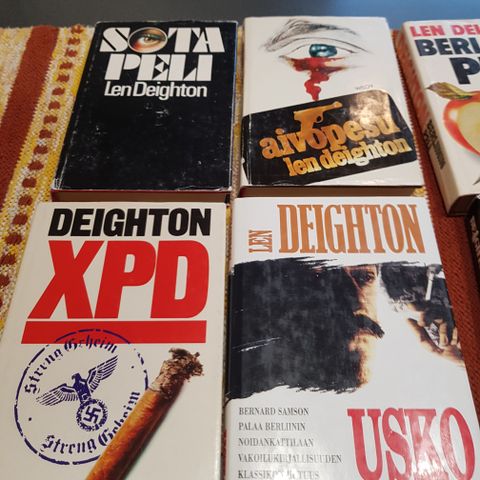 SOTA
PELI
Len Deighton
aivopesu
len deighton
LEN DEI
BERLI
P
DEIGHTON
XPD
Streng Geheim
Streng Geheim
LEN DEIGHTON
BERNARD SAMSON
PALAA BERLIININ
NOIDANKATTILAAN
VAKOILUKIRJALLISUUDEN
USKO